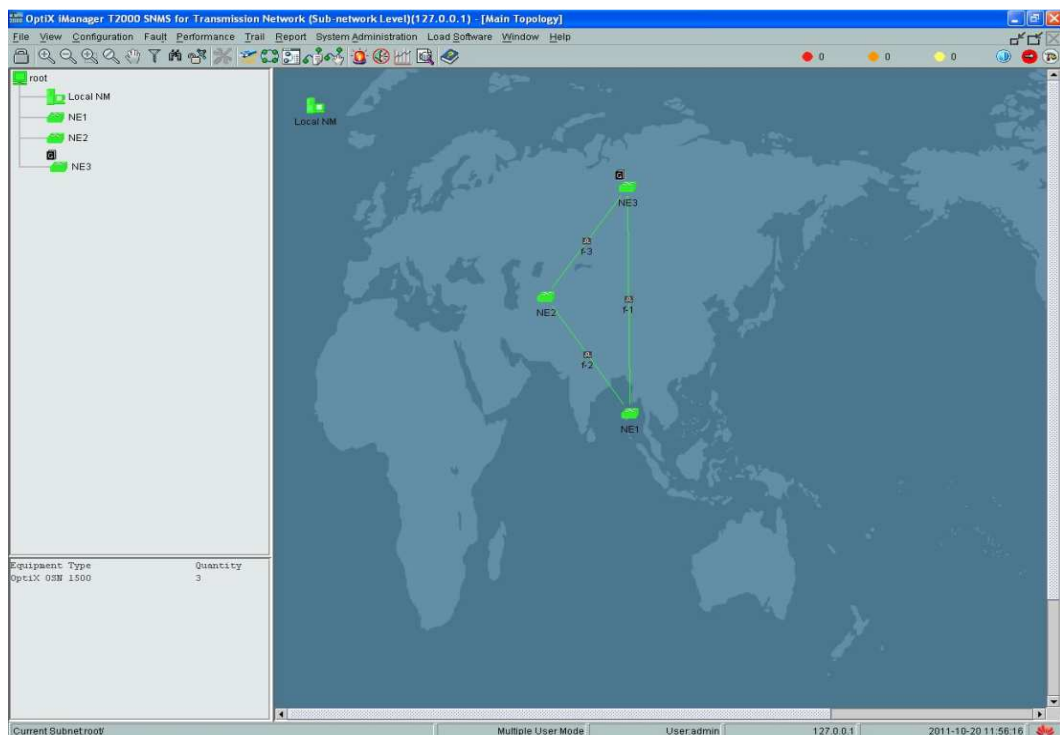 OptiX iManager T2000 SNMS for Transmission Network (Sub-network Level)(127.0.0.1) - [Main Topology]
File View Configuration Fault Performance Trail Report System Administration Load Software Window Help
0 0 0
root
Local NM
NE1
NE2
G
NE3
Local NM
G
NE3
A
f-3
NE2
A
f-1
A
f-2
NE1
Equipment Type Quantity
OptiX OSN 1500 3
Current Subnet:root/ Multiple User Mode User:admin 127.0.0.1 2011-10-20 11:56:16